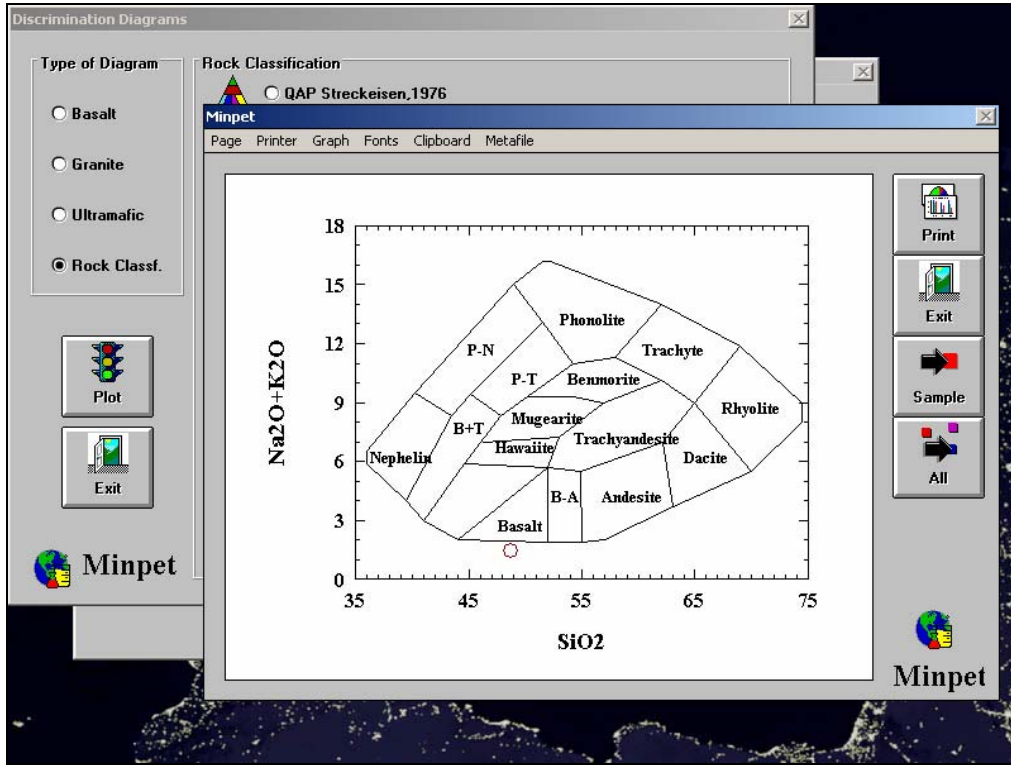 Discrimination Diagrams
Type of Diagram
Basalt
Granite
Ultramafic
Rock Classf.
Plot
Exit
Minpet
Rock Classification
QAP Streckeisen,1976
Minpet
Page Printer Graph Fonts Clipboard Metafile
Na2O+K2O
18
15
12
9
6
3
0
35 45 55 65 75
SiO2
Phonolite
P-N
Trachyte
P-T
Benmorite
Rhyolite
Mugearite
B+T
Trachyandesite
Hawaiite
Nephelin
Dacite
B-A
Andesite
Basalt
Print
Exit
Sample
All
Minpet